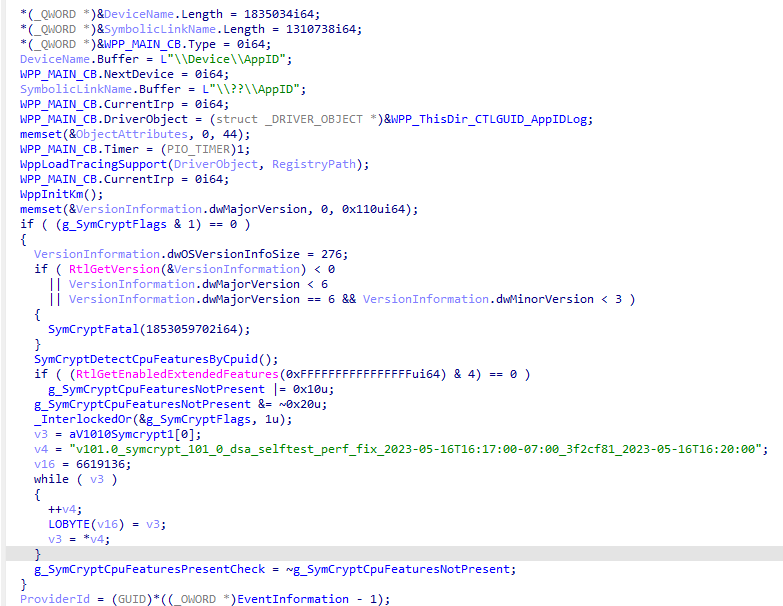 *(_QWORD *)&DeviceName.Length = 1835034i64;
*(_QWORD *)&SymbolicLinkName.Length = 1310738i64;
*(_QWORD *)&WPP_MAIN_CB.Type = 0i64;
DeviceName.Buffer = L"\\Device\\AppID";
WPP_MAIN_CB.NextDevice = 0i64;
SymbolicLinkName.Buffer = L"\\??\\AppID";
WPP_MAIN_CB.CurrentIrp = 0i64;
WPP_MAIN_CB.DriverObject = (struct _DRIVER_OBJECT *)&WPP_ThisDir_CTLGUID_AppIDLog;
memset(&ObjectAttributes, 0, 44);
WPP_MAIN_CB.Timer = (PIO_TIMER)1;
WppLoadTracingSupport(DriverObject, RegistryPath);
WPP_MAIN_CB.CurrentIrp = 0i64;
WppInitKm();
memset(&VersionInformation.dwMajorVersion, 0, 0x110ui64);
if ( (g_SymCryptFlags & 1) == 0 )
{
  VersionInformation.dwOSVersionInfoSize = 276;
  if ( RtlGetVersion(&VersionInformation) < 0
    || VersionInformation.dwMajorVersion < 6
    || VersionInformation.dwMajorVersion == 6 && VersionInformation.dwMinorVersion < 3 )
  {
    SymCryptFatal(1853059702i64);
  }
  SymCryptDetectCpuFeaturesByCpuid();
  if ( (RtlGetEnabledExtendedFeatures(0xFFFFFFFFFFFFFFFFui64) & 4) == 0 )
    g_SymCryptCpuFeaturesNotPresent |= 0x10u;
  g_SymCryptCpuFeaturesNotPresent &= ~0x20u;
  _InterlockedOr(&g_SymCryptFlags, 1u);
  v3 = aV1010Symcrypt1[0];
  v4 = "v101.0_symcrypt_101_0_dsa_selftest_perf_fix_2023-05-16T16:17:00-07:00_3f2cf81_2023-05-16T16:20:00";
  v16 = 6619136;
  while ( v3 )
  {
    ++v4;
    LOBYTE(v16) = v3;
    v3 = *v4;
  }
  g_SymCryptCpuFeaturesPresentCheck = ~g_SymCryptCpuFeaturesNotPresent;
}
ProviderId = (GUID)*((_OWORD *)EventInformation - 1);